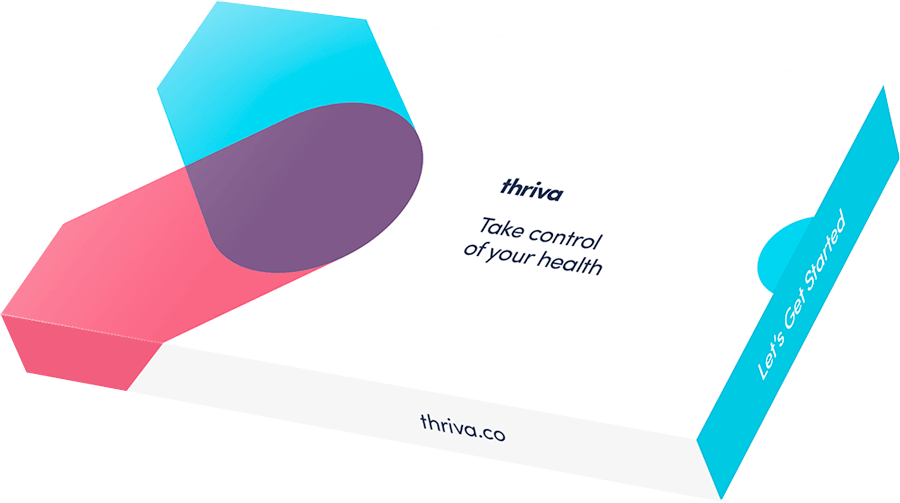 thriva
Take control
of your health
Let's Get Started
thriva.co